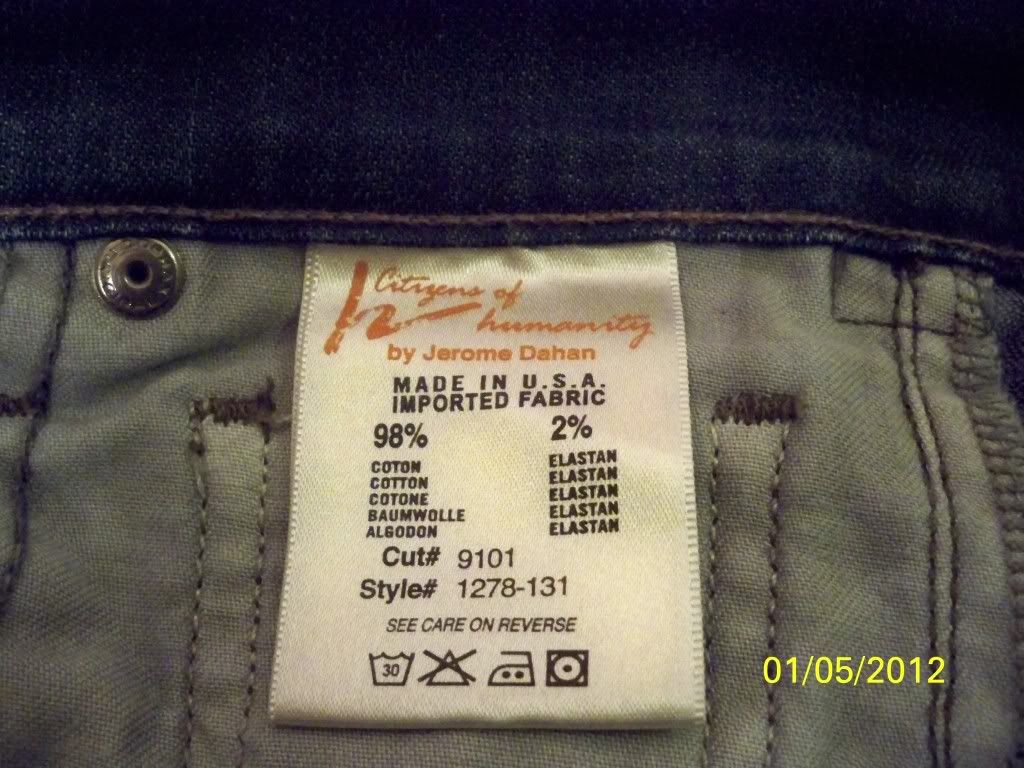 Citizens of
humanity
by Jerome Dahan
MADE IN U.S.A.
IMPORTED FABRIC
98% 2%
COTON ELASTAN
COTTON ELASTAN
COTONE ELASTAN
BAUMWOLLE ELASTAN
ALGODON ELASTAN
Cut# 9101
Style# 1278-131
SEE CARE ON REVERSE
30
01/05/2012